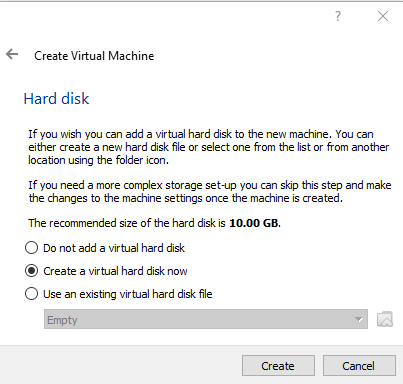 ?
Create Virtual Machine
Hard disk
If you wish you can add a virtual hard disk to the new machine. You can
either create a new hard disk file or select one from the list or from another
location using the folder icon.
If you need a more complex storage set-up you can skip this step and make
the changes to the machine settings once the machine is created.
The recommended size of the hard disk is 10.00 GB.
Do not add a virtual hard disk
Create a virtual hard disk now
Use an existing virtual hard disk file
Empty
Create Cancel